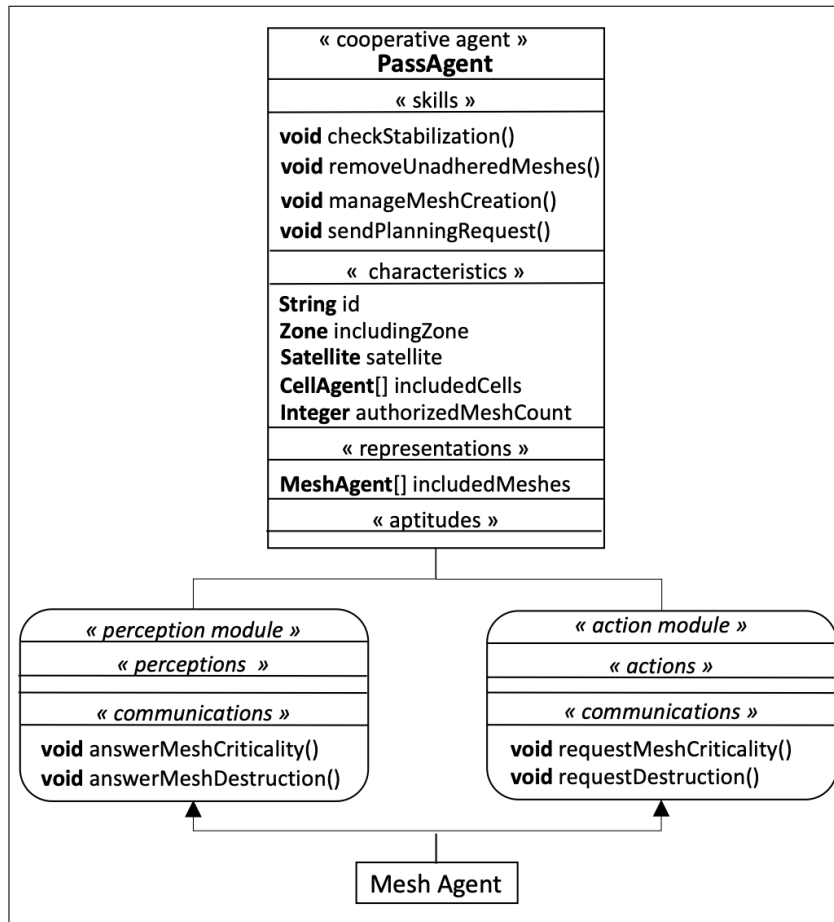 « cooperative agent »
PassAgent
« skills »
void checkStabilization()
void removeUnadheredMeshes()
void manageMeshCreation()
void sendPlanningRequest()
« characteristics »
String id
Zone includingZone
Satellite satellite
CellAgent[] includedCells
Integer authorizedMeshCount
« representations »
MeshAgent[] includedMeshes
« aptitudes »
« perception module »
« perceptions »
« communications »
void answerMeshCriticality()
void answerMeshDestruction()
« action module »
« actions »
« communications »
void requestMeshCriticality()
void requestDestruction()
Mesh Agent